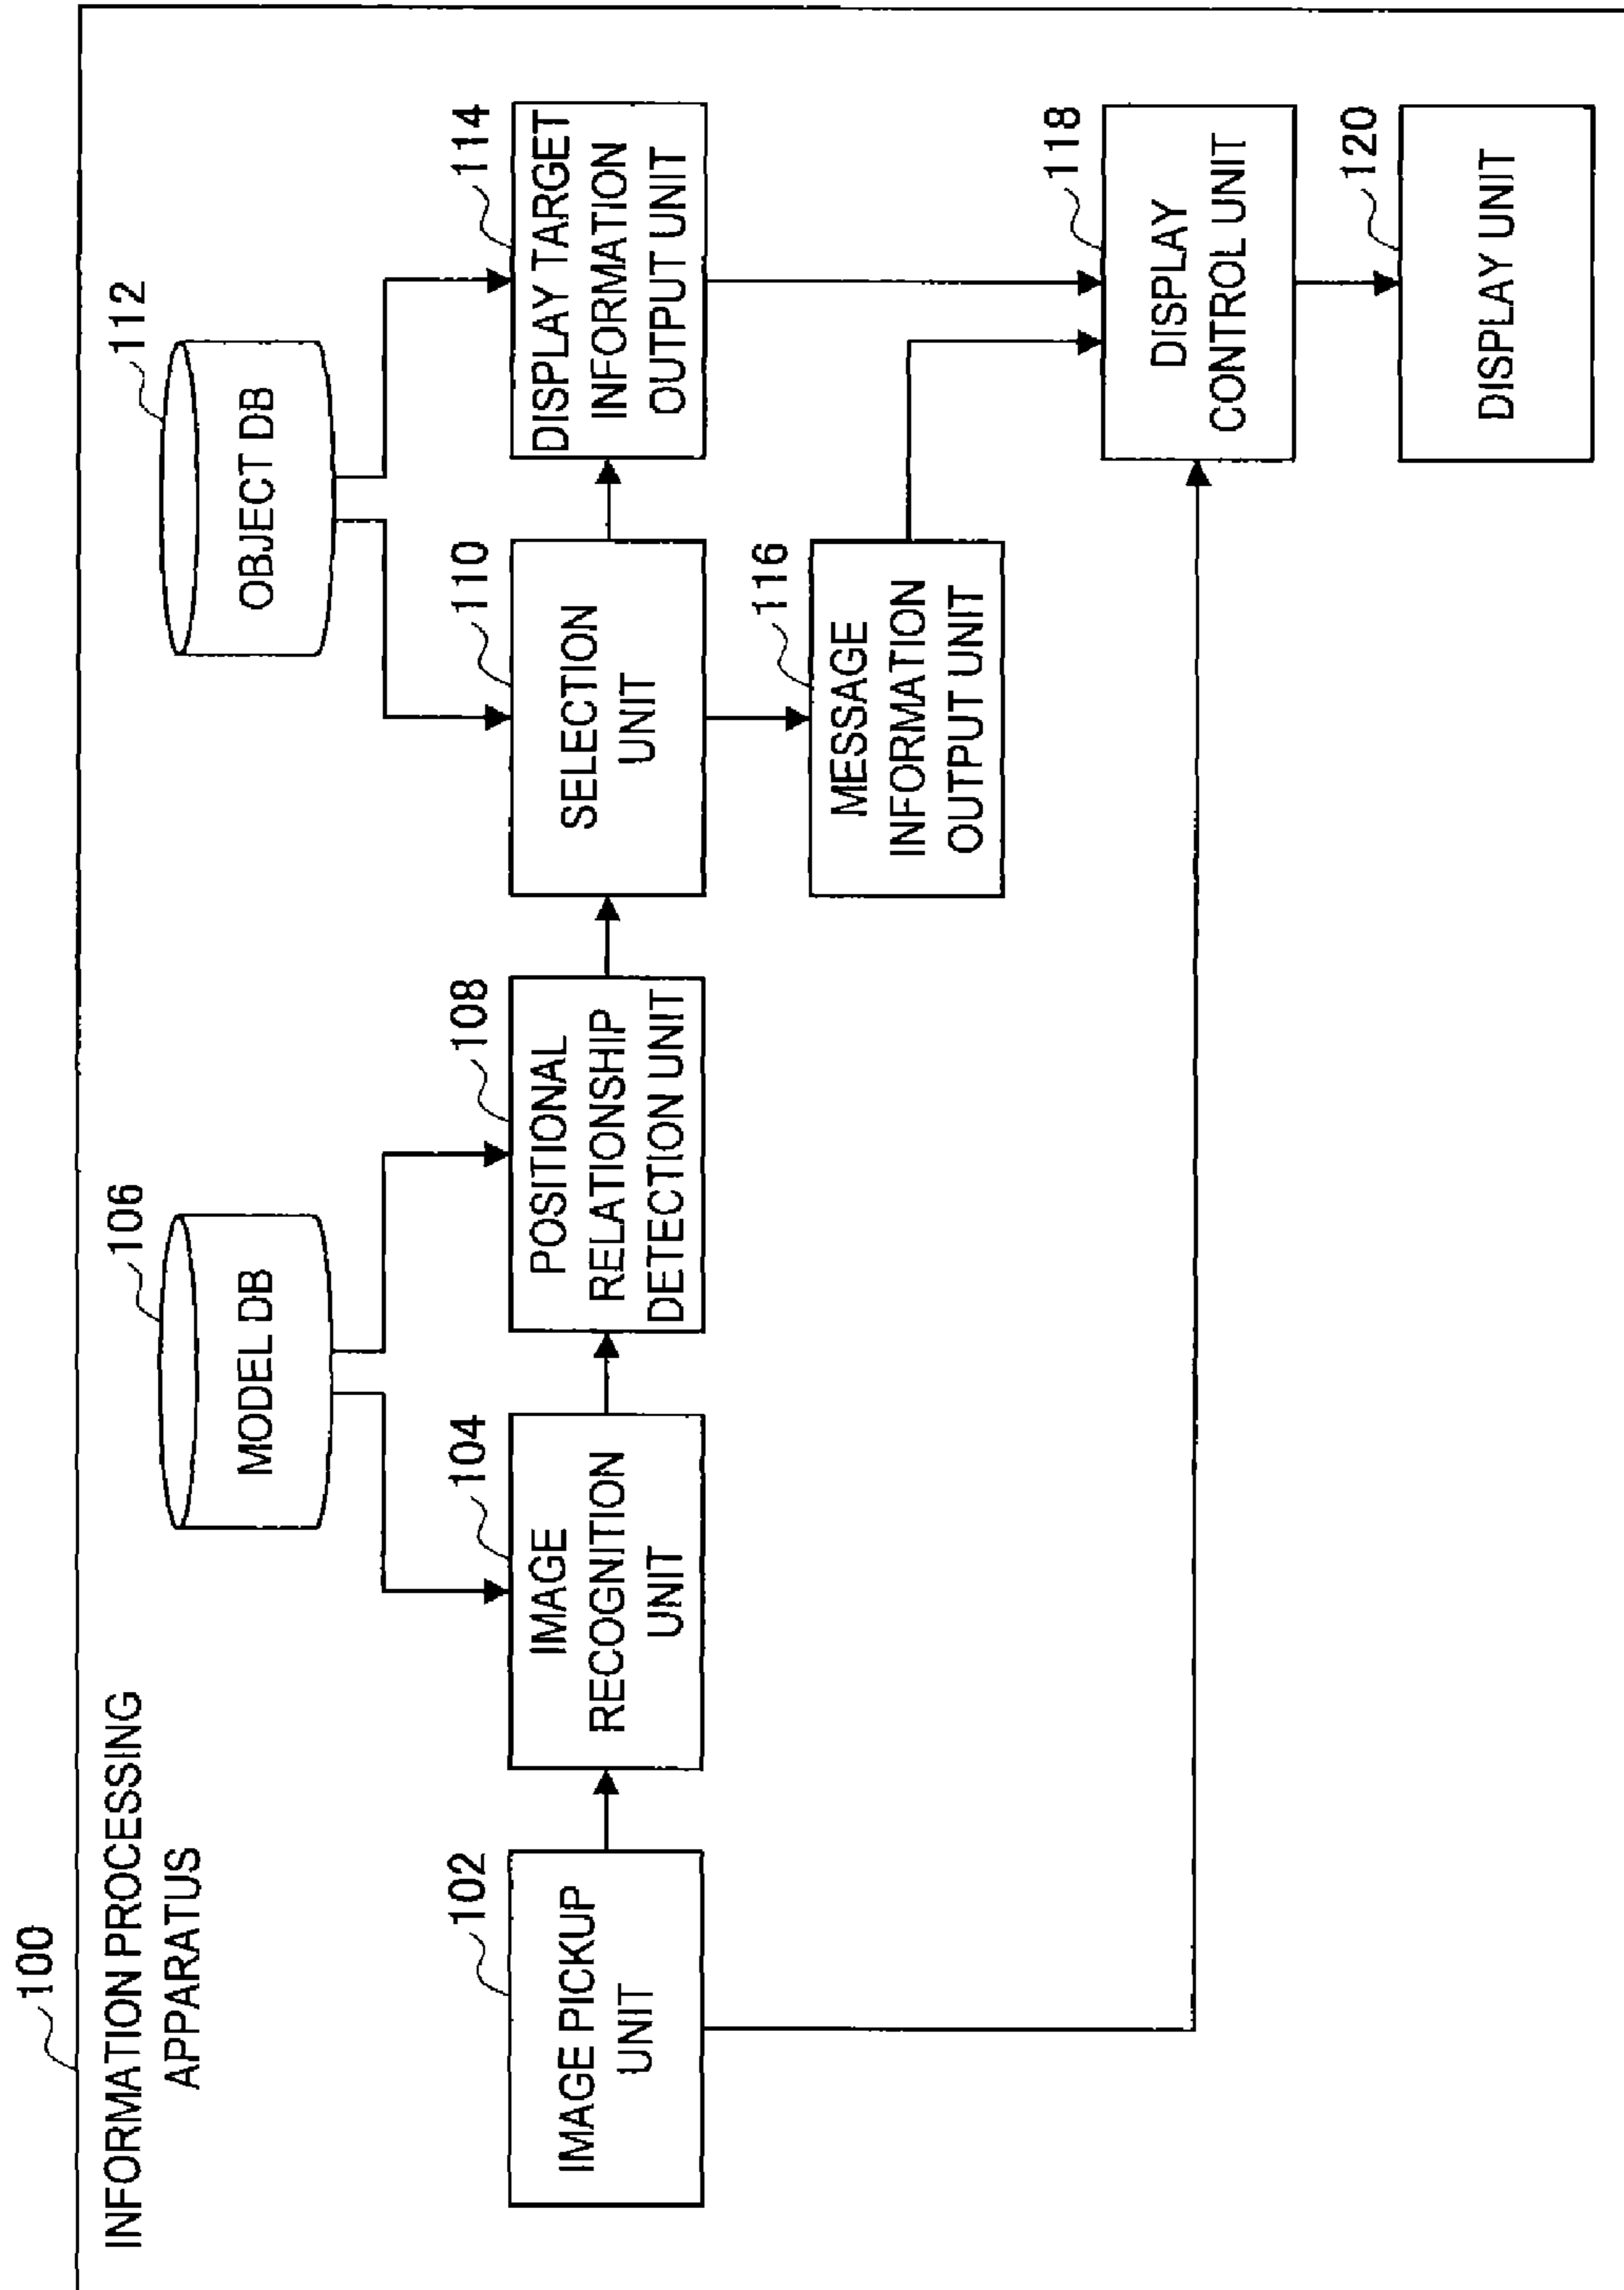 100
INFORMATION PROCESSING
APPARATUS
106
MODEL DB
112
OBJECT DB
102
IMAGE PICKUP
UNIT
104
IMAGE
RECOGNITION
UNIT
108
POSITIONAL
RELATIONSHIP
DETECTION UNIT
110
SELECTION
UNIT
114
DISPLAY TARGET
INFORMATION
OUTPUT UNIT
116
MESSAGE
INFORMATION
OUTPUT UNIT
118
DISPLAY
CONTROL UNIT
120
DISPLAY UNIT